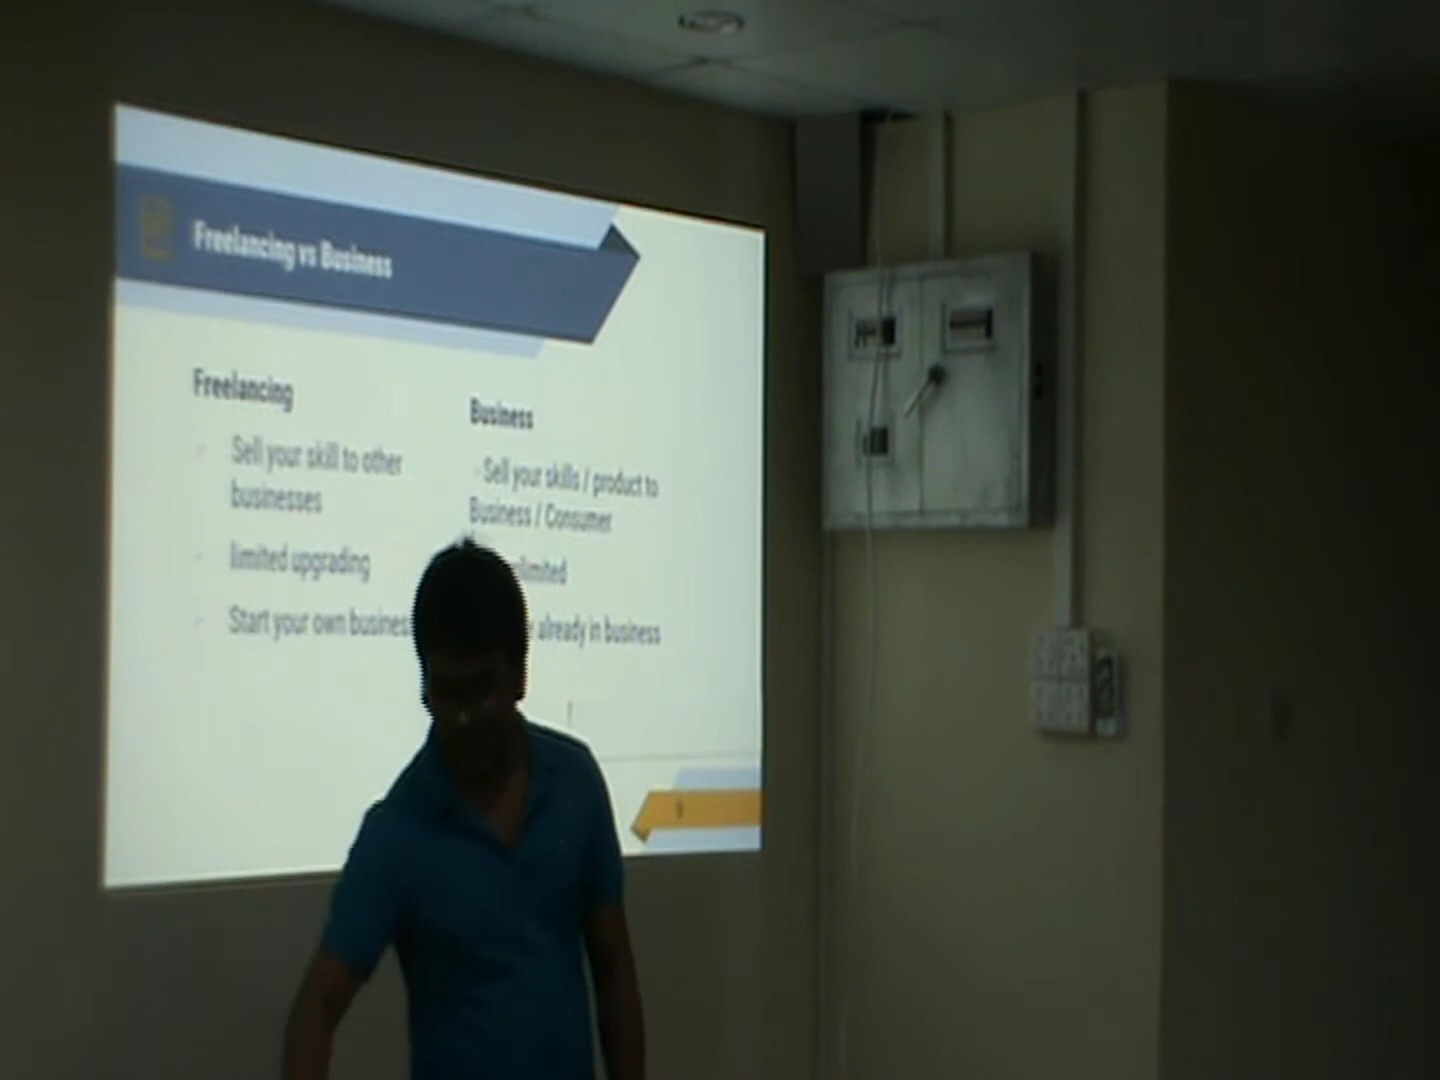 Freelancing vs Business
Freelancing
Sell your skill to other
businesses
limited upgrading
Start your own business
Business
- Sell your skills / product to
Business / Consumer
already in business